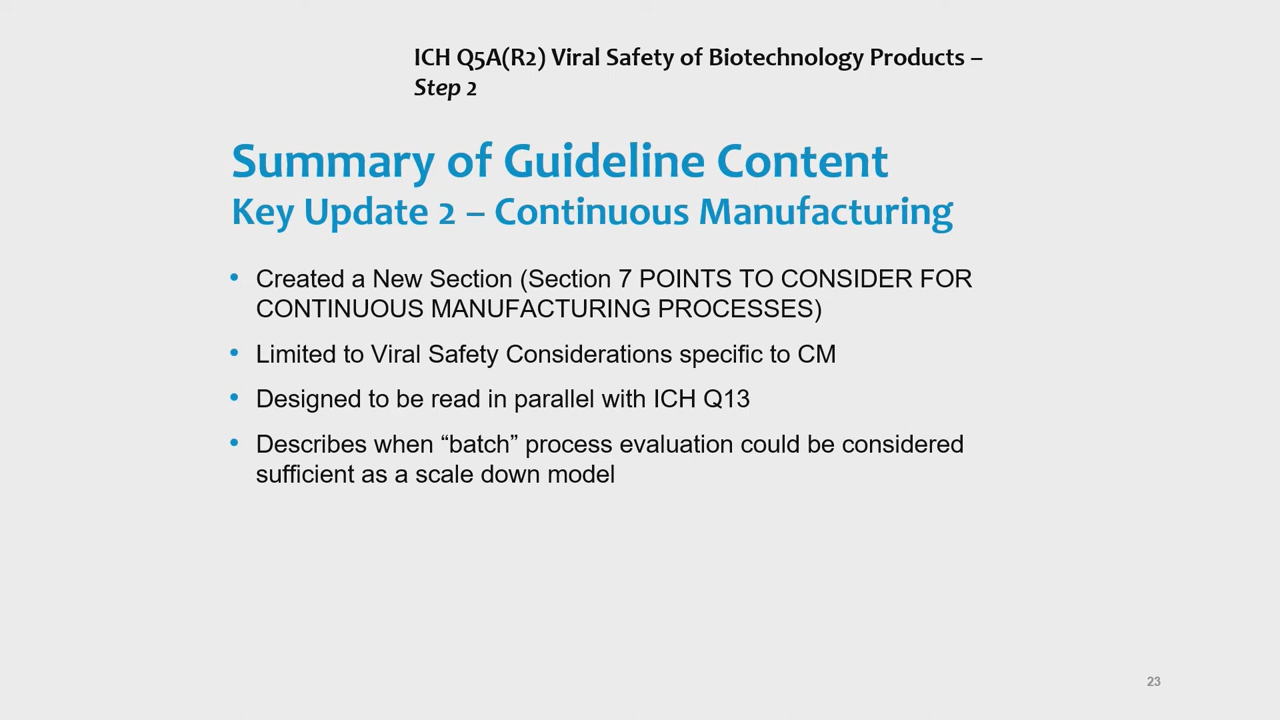 ICH Q5A(R2) Viral Safety of Biotechnology Products –
Step 2
Summary of Guideline Content
Key Update 2 – Continuous Manufacturing
• Created a New Section (Section 7 POINTS TO CONSIDER FOR
CONTINUOUS MANUFACTURING PROCESSES)
• Limited to Viral Safety Considerations specific to CM
• Designed to be read in parallel with ICH Q13
• Describes when “batch” process evaluation could be considered
sufficient as a scale down model
23